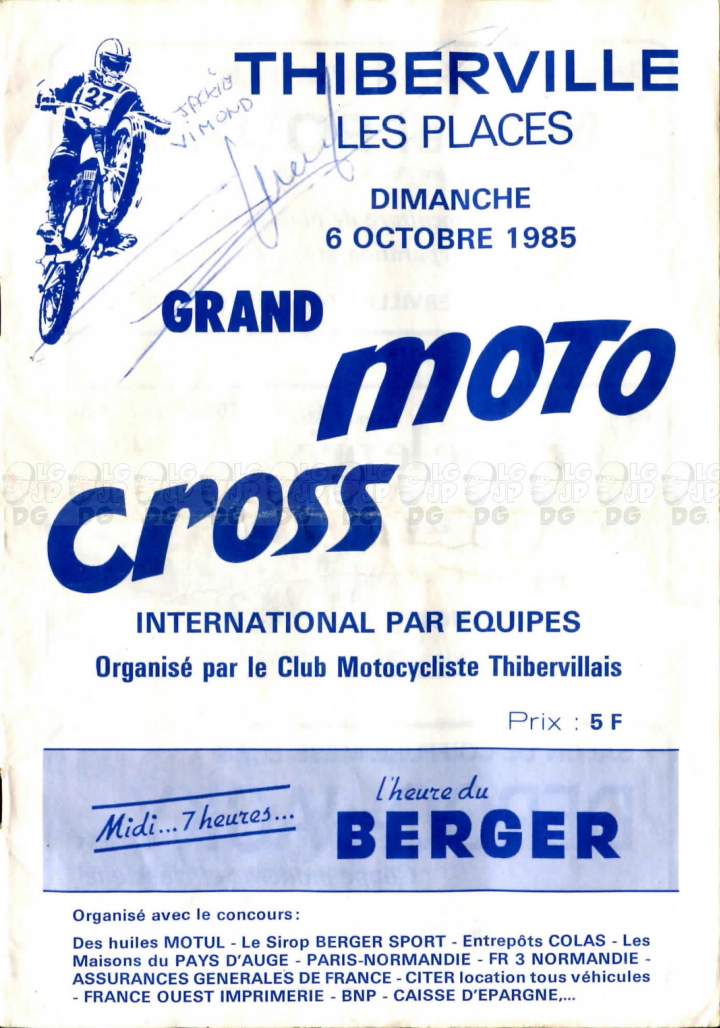 THIBERVILLE
LES PLACES
27
JACKIE
VIMOND
DIMANCHE
6 OCTOBRE 1985
GRAND
MOTO
CROSS
INTERNATIONAL PAR EQUIPES
Organisé par le Club Motocycliste Thibervillais
Prix : 5 F
Midi... 7 heures...
l'heure du
BERGER
Organisé avec le concours :
Des huiles MOTUL - Le Sirop BERGER SPORT - Entrepôts COLAS - Les
Maisons du PAYS D'AUGE - PARIS-NORMANDIE - FR 3 NORMANDIE -
ASSURANCES GENERALES DE FRANCE - CITER location tous véhicules
- FRANCE OUEST IMPRIMERIE - BNP - CAISSE D'EPARGNE,...